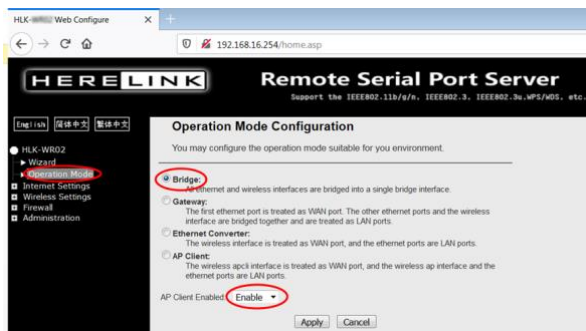 HLK- Web Configure
192.168.16.254/home.asp
HERELINK
Remote Serial Port Server
Support the IEEE802.11b/g/n, IEEE802.3, IEEE802.3u.WPS/WDS, etc.
English 简体中文 繁体中文
HLK-WR02
Wizard
Operation Mode
Internet Settings
Wireless Settings
Firewall
Administration
Operation Mode Configuration
You may configure the operation mode suitable for you environment.
Bridge:
All ethernet and wireless interfaces are bridged into a single bridge interface.
Gateway:
The first ethernet port is treated as WAN port. The other ethernet ports and the wireless
interface are bridged together and are treated as LAN ports.
Ethernet Converter:
The wireless interface is treated as WAN port, and the ethernet ports are LAN ports.
AP Client:
The wireless apcli interface is treated as WAN port, and the wireless ap interface and the
ethernet ports are LAN ports.
AP Client Enabled: Enable
Apply Cancel